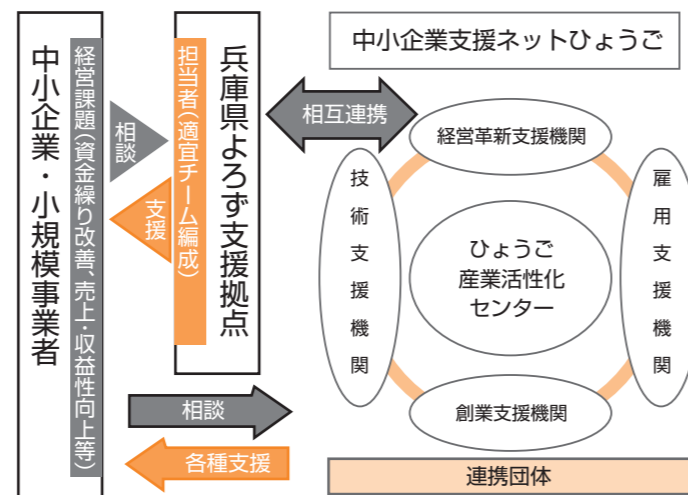 中小企業・小規模事業者
経営課題(資金繰り改善、売上・収益性向上等)
相談
支援
担当者(適宜チーム編成)
兵庫県よろず支援拠点
相互連携
中小企業支援ネットひょうご
経営革新支援機関
技術支援機関
ひょうご
産業活性化
センター
雇用支援機関
創業支援機関
相談
各種支援
連携団体